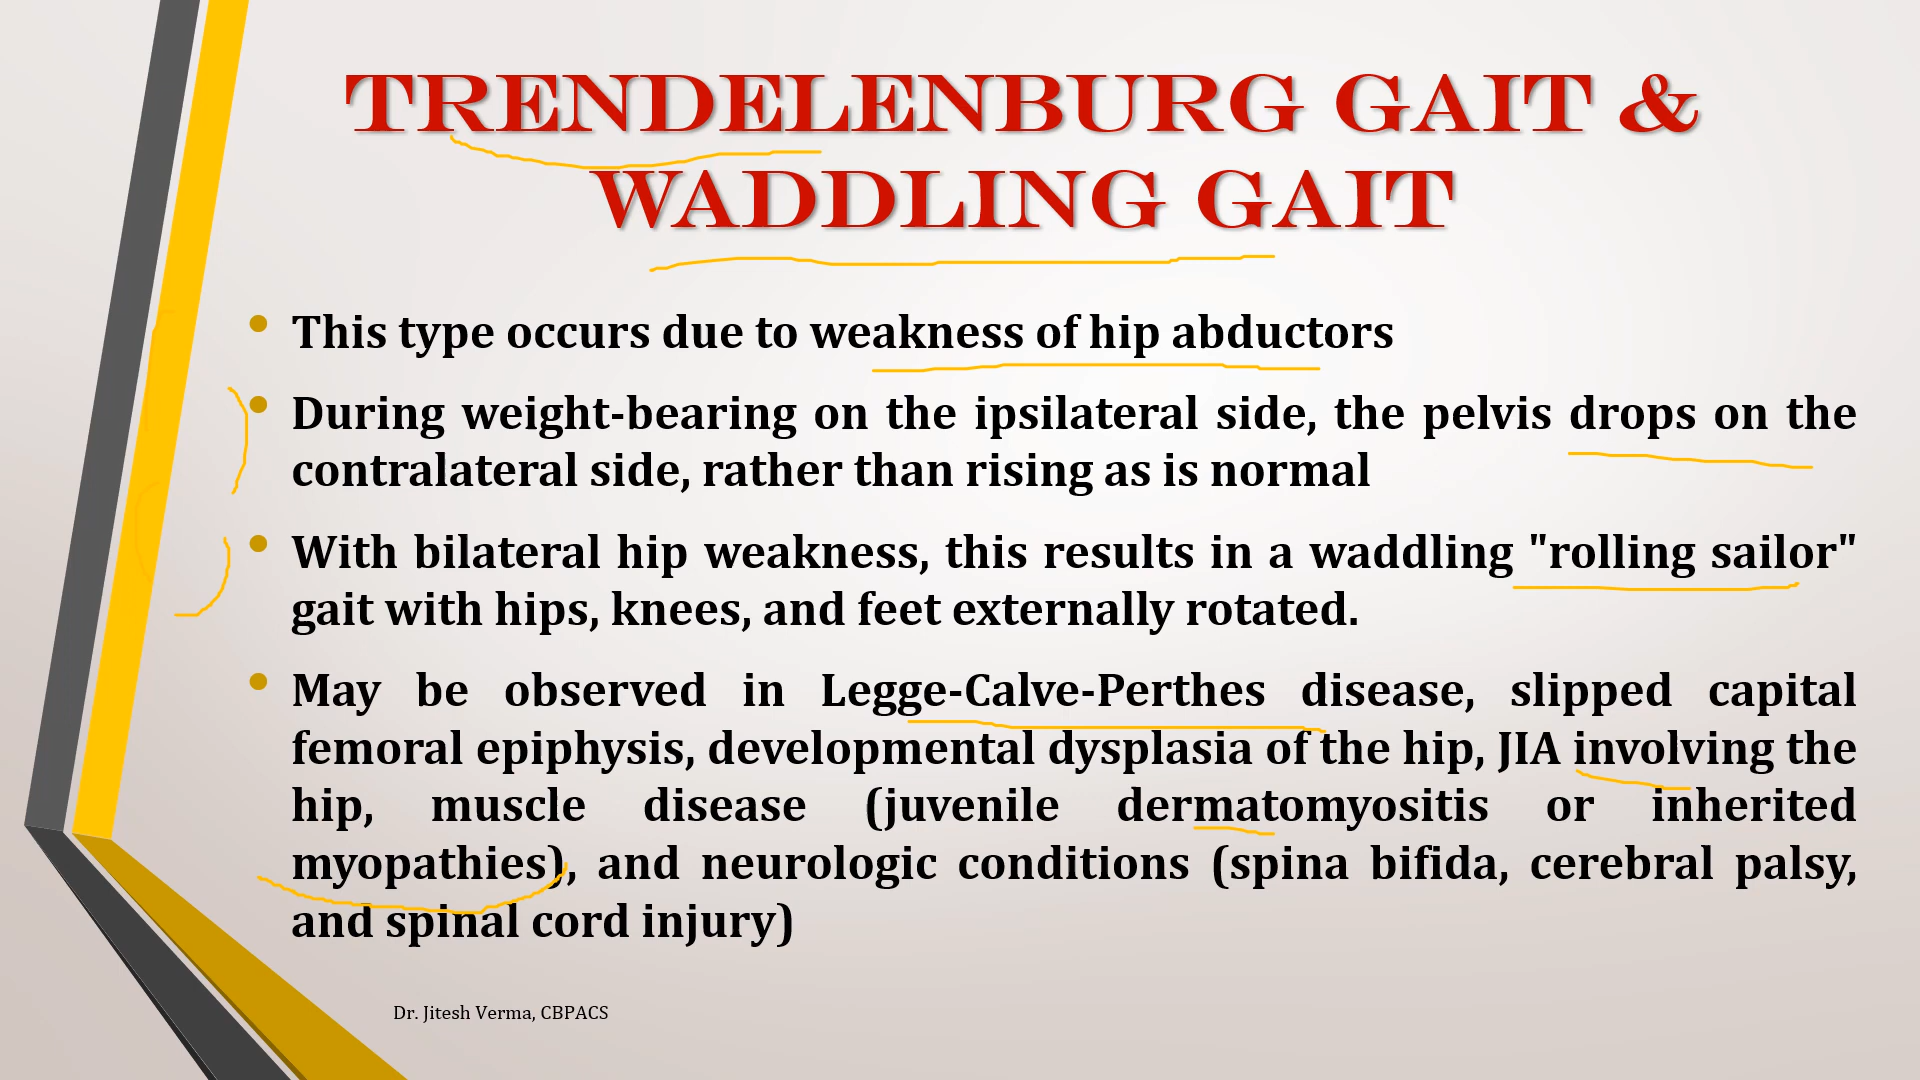 TRENDELENBURG GAIT &
WADDLING GAIT
• This type occurs due to weakness of hip abductors
• During weight-bearing on the ipsilateral side, the pelvis drops on the
contralateral side, rather than rising as is normal
• With bilateral hip weakness, this results in a waddling "rolling sailor"
gait with hips, knees, and feet externally rotated.
• May be observed in Legge-Calve-Perthes disease, slipped capital
femoral epiphysis, developmental dysplasia of the hip, JIA involving the
hip, muscle disease (juvenile dermatomyositis or inherited
myopathies), and neurologic conditions (spina bifida, cerebral palsy,
and spinal cord injury)
Dr. Jitesh Verma, CBPACS